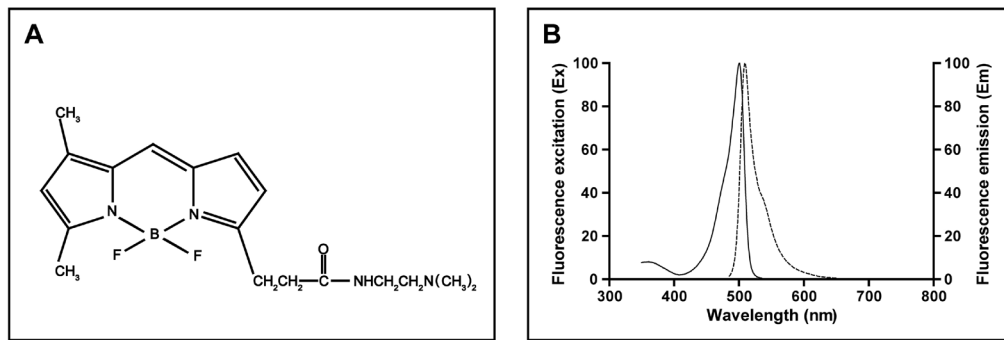 A
CH₃
N
N
B
F
F
CH₃
O
CH₂CH₂ C NHCH₂CH₂N(CH₃)₂
B
Fluorescence excitation (Ex)
100
80
60
40
20
0
Fluorescence emission (Em)
100
80
60
40
20
0
300 400 500 600 700 800
Wavelength (nm)